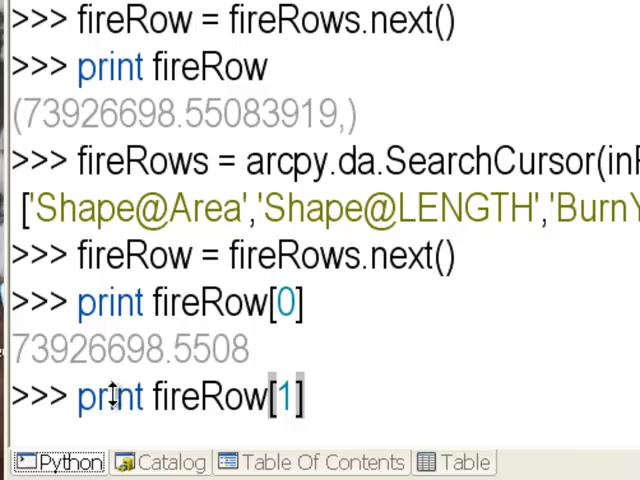 >>> fireRow = fireRows.next()
>>> print fireRow
(73926698.55083919,)
>>> fireRows = arcpy.da.SearchCursor(inF
['Shape@Area','Shape@LENGTH','BurnY
>>> fireRow = fireRows.next()
>>> print fireRow[0]
73926698.5508
>>> print fireRow[1]
Python Catalog Table Of Contents Table